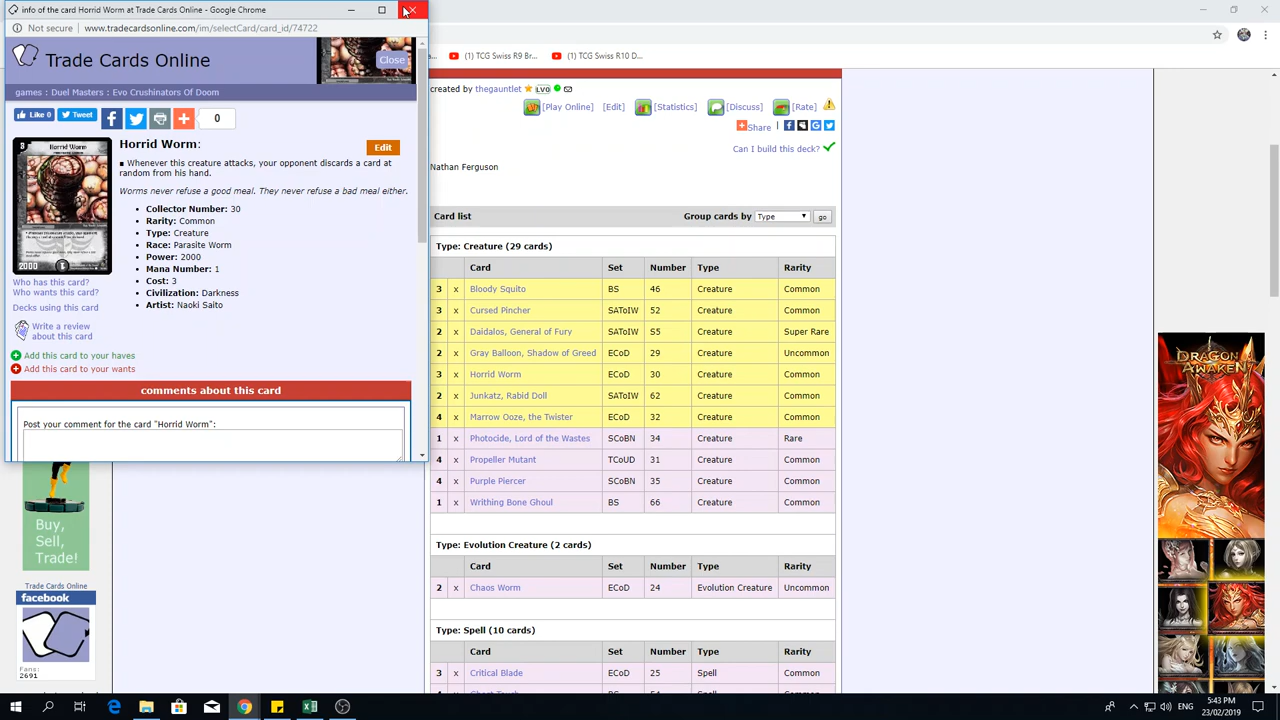 info of the card Horrid Worm at Trade Cards Online - Google Chrome
Not secure | www.tradecardsonline.com/im/selectCard/card_id/74722
Trade Cards Online
Close
games : Duel Masters : Evo Crushinators Of Doom
Like 0
Tweet
0
Horrid Worm:
Edit
Whenever this creature attacks, your opponent discards a card at
random from his hand.
Worms never refuse a good meal. They never refuse a bad meal either.
Collector Number: 30
Rarity: Common
Type: Creature
Race: Parasite Worm
Power: 2000
Mana Number: 1
Cost: 3
Civilization: Darkness
Artist: Naoki Saito
3
Horrid Worm
2000
Who has this card?
Who wants this card?
Decks using this card
Write a review
about this card
Add this card to your haves
Add this card to your wants
comments about this card
Post your comment for the card "Horrid Worm":
(1) TCG Swiss R9 Br...
(1) TCG Swiss R10 D...
created by thegauntlet LV0
[Play Online] [Edit] [Statistics] [Discuss] [Rate]
Share |
Can I build this deck?
Nathan Ferguson
Card list
Group cards by Type go
Type: Creature (29 cards)
Card Set Number Type Rarity
3 x Bloody Squito BS 46 Creature Common
3 x Cursed Pincher SAToIW 52 Creature Common
2 x Daidalos, General of Fury SAToIW S5 Creature Super Rare
2 x Gray Balloon, Shadow of Greed ECoD 29 Creature Uncommon
3 x Horrid Worm ECoD 30 Creature Common
2 x Junkatz, Rabid Doll SAToIW 62 Creature Common
4 x Marrow Ooze, the Twister ECoD 32 Creature Common
1 x Photocide, Lord of the Wastes SCoBN 34 Creature Rare
4 x Propeller Mutant TCoUD 31 Creature Common
4 x Purple Piercer SCoBN 35 Creature Common
1 x Writhing Bone Ghoul BS 66 Creature Common
Type: Evolution Creature (2 cards)
Card Set Number Type Rarity
2 x Chaos Worm ECoD 24 Evolution Creature Uncommon
Type: Spell (10 cards)
Card Set Number Type Rarity
3 x Critical Blade ECoD 25 Spell Common
Buy,
Sell,
Trade!
Trade Cards Online
facebook
Fans:
2691
DRAGON
AWAKEN
ENG
5:43 PM
23/02/2019